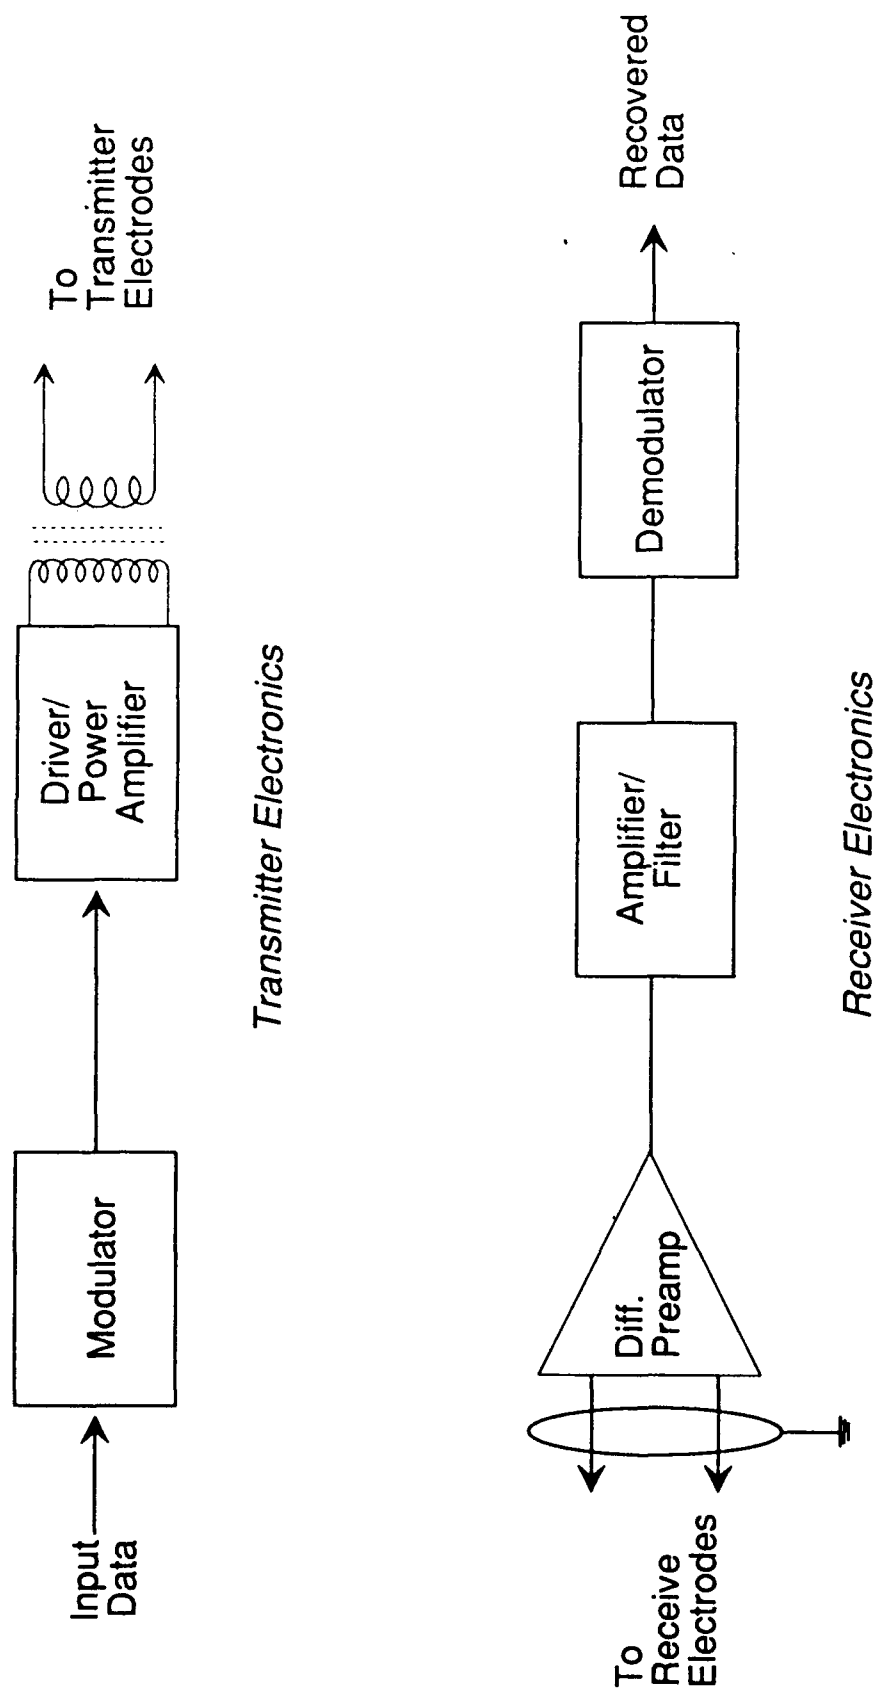 Input
Data
Modulator
Driver/
Power
Amplifier
To
Transmitter
Electrodes
Transmitter Electronics
To
Receive
Electrodes
Diff.
Preamp
Amplifier/
Filter
Demodulator
Recovered
Data
Receiver Electronics